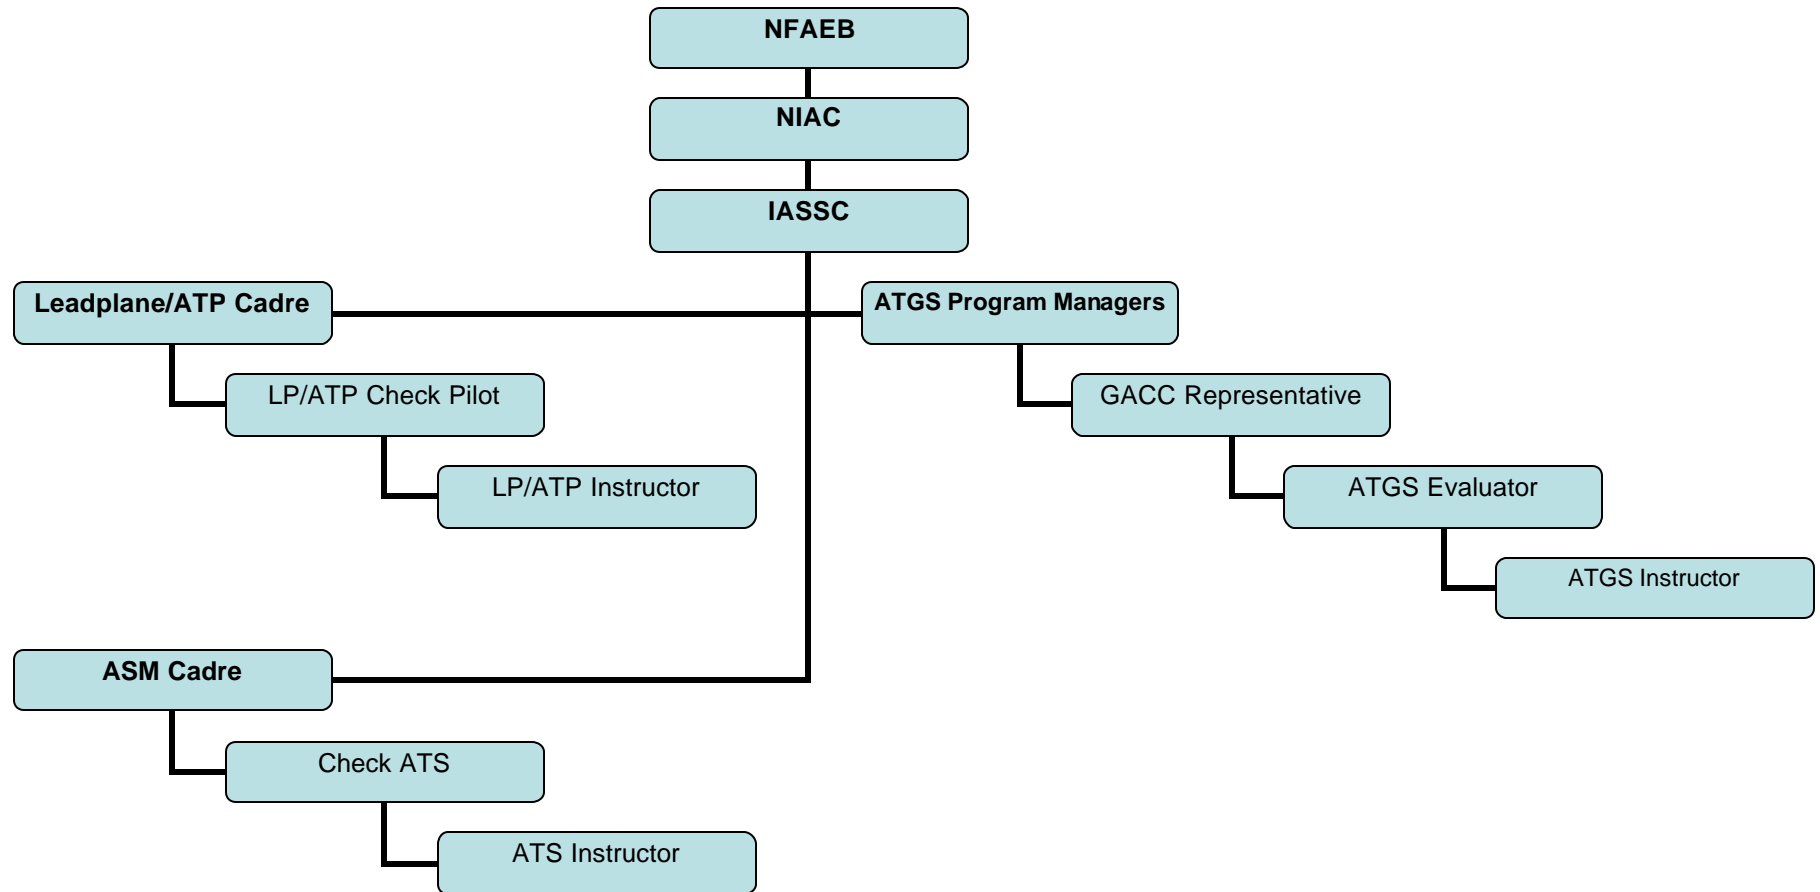 NFAEB
NIAC
IASSC
Leadplane/ATP Cadre
ATGS Program Managers
LP/ATP Check Pilot
GACC Representative
LP/ATP Instructor
ATGS Evaluator
ATGS Instructor
ASM Cadre
Check ATS
ATS Instructor